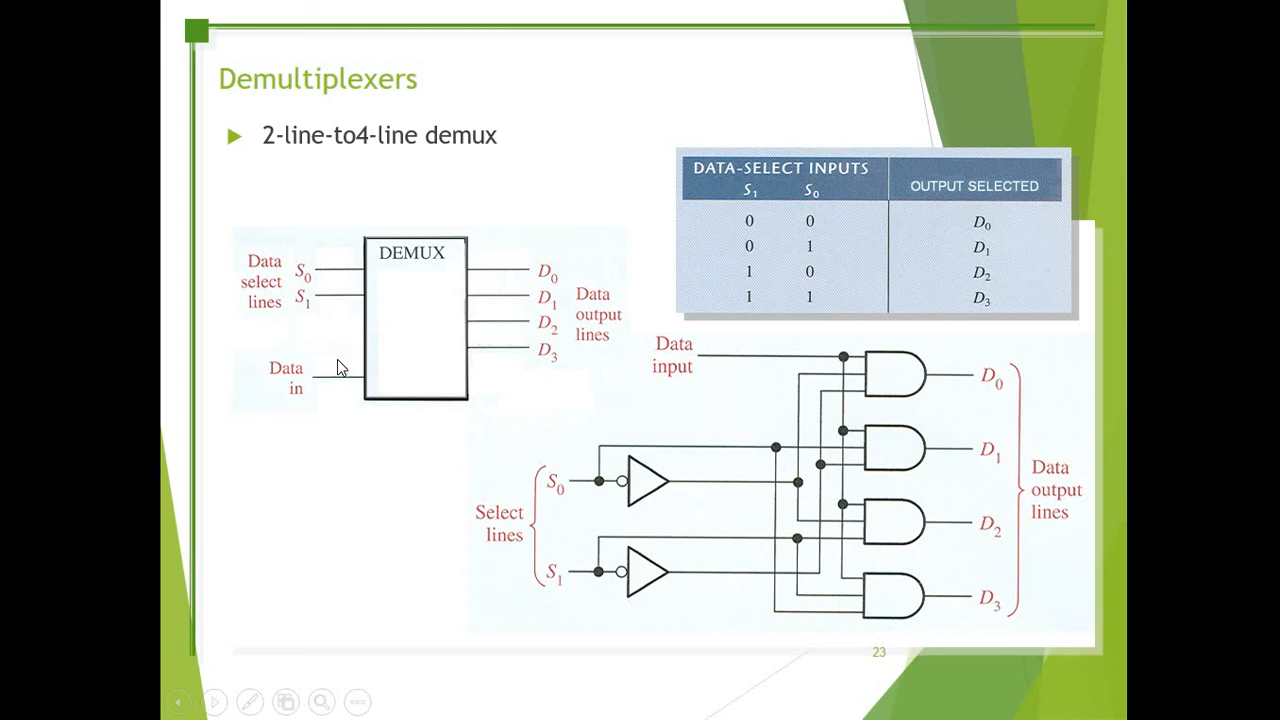 Demultiplexers
2-line-to4-line demux
DATA-SELECT INPUTS
S1 S0
OUTPUT SELECTED
0 0 D0
0 1 D1
1 0 D2
1 1 D3
DEMUX
Data
select
lines
S0
S1
Data
in
D0
D1
D2
D3
Data
output
lines
Data
input
Select
lines
S0
S1
D0
D1
D2
D3
Data
output
lines
23